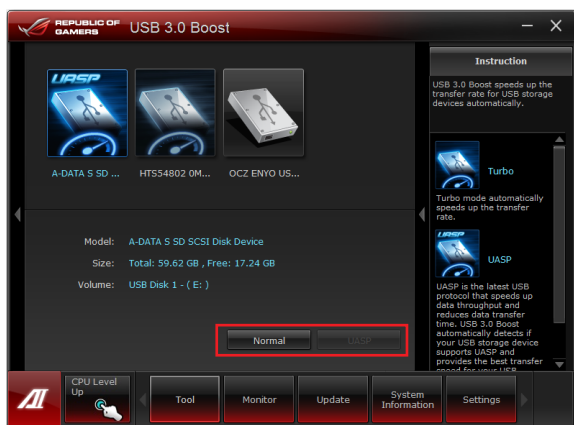 REPUBLIC OF
GAMERS
USB 3.0 Boost
UASP
A-DATA S SD ...
HTS54802 0M...
OCZ ENYO US...
Model: A-DATA S SD SCSI Disk Device
Size: Total: 59.62 GB , Free: 17.24 GB
Volume: USB Disk 1 - ( E: )
Normal
UASP
Instruction
USB 3.0 Boost speeds up the
transfer rate for USB storage
devices automatically.
Turbo
Turbo mode automatically
speeds up the transfer
rate.
UASP
UASP
UASP is the latest USB
protocol that speeds up
data throughput and
reduces data transfer
time. USB 3.0 Boost
automatically detects if
your USB storage device
supports UASP and
provides the best transfer
speed for your USB
AI
CPU Level
Up
Tool
Monitor
Update
System
Information
Settings